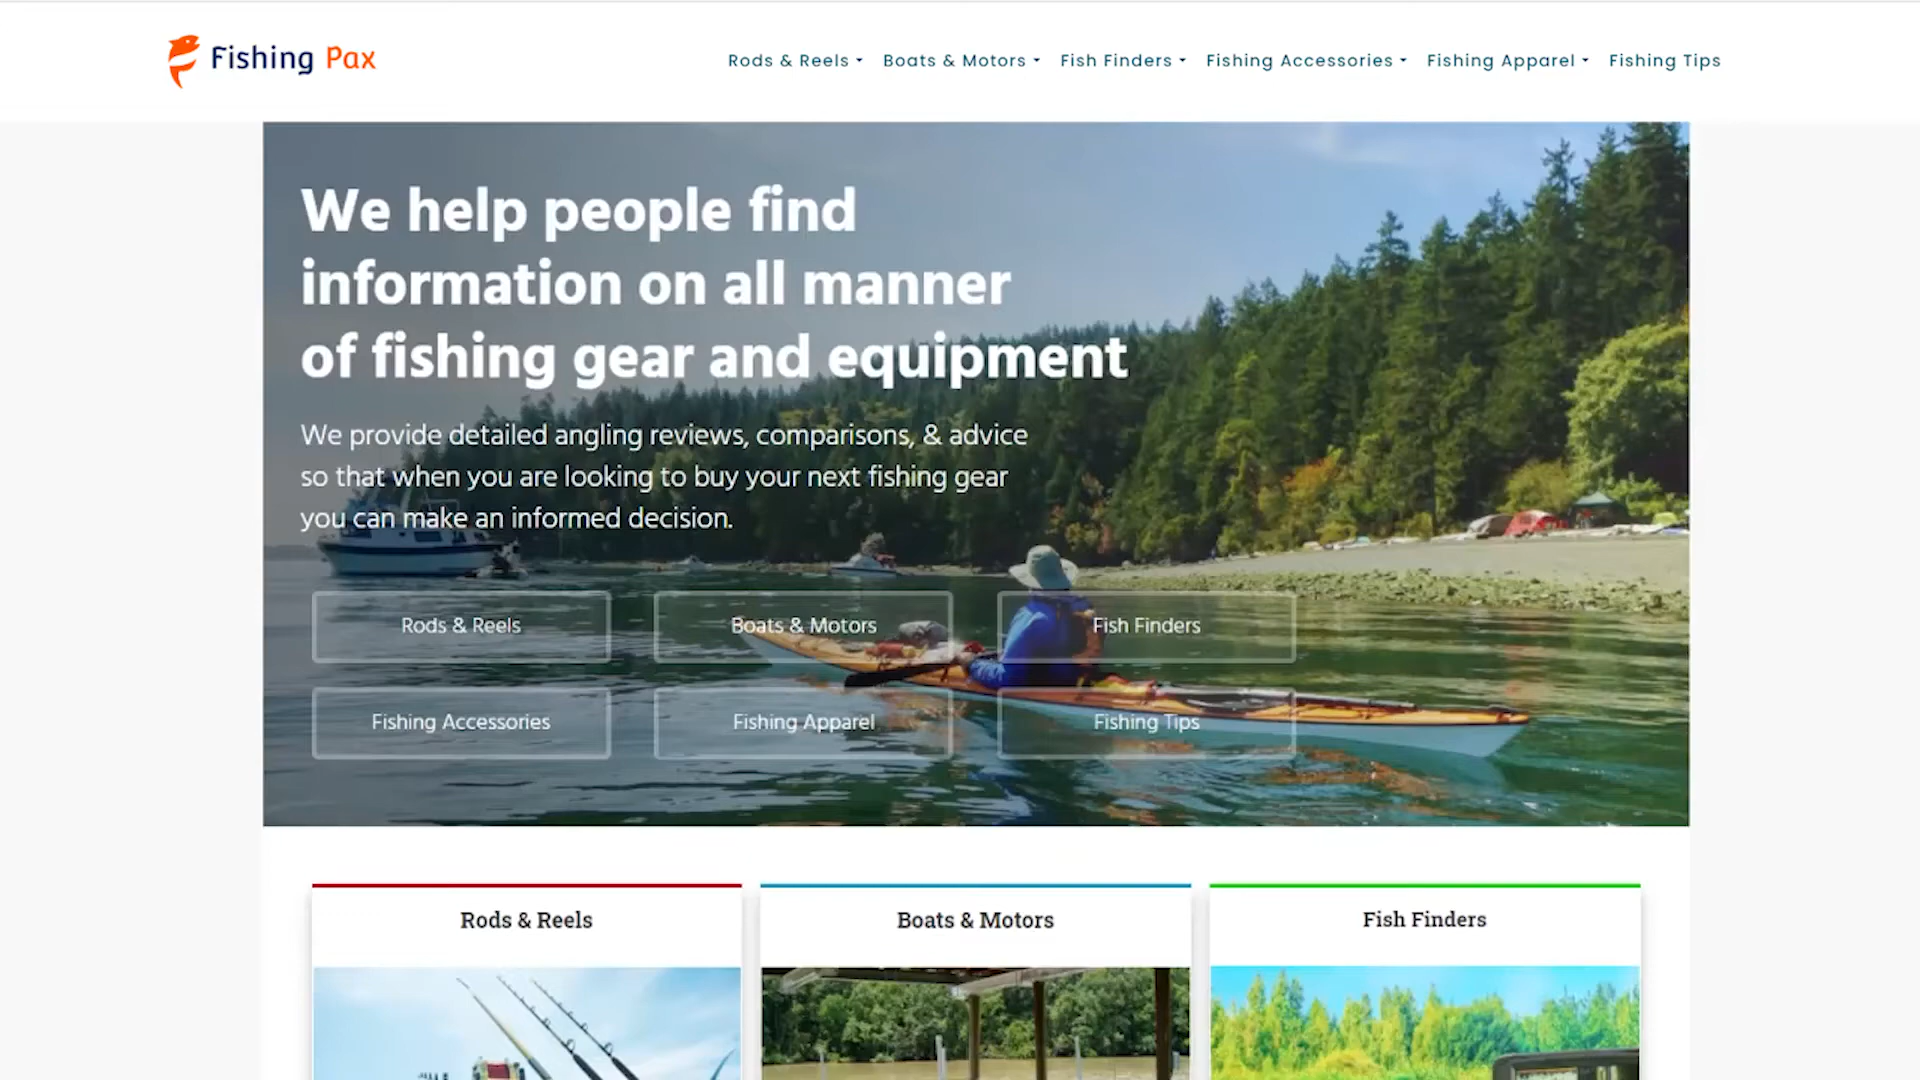 Fishing Pax
Rods & Reels
Boats & Motors
Fish Finders
Fishing Accessories
Fishing Apparel
Fishing Tips
We help people find
information on all manner
of fishing gear and equipment
We provide detailed angling reviews, comparisons, & advice
so that when you are looking to buy your next fishing gear
you can make an informed decision.
Rods & Reels
Boats & Motors
Fish Finders
Fishing Accessories
Fishing Apparel
Fishing Tips
Rods & Reels
Boats & Motors
Fish Finders